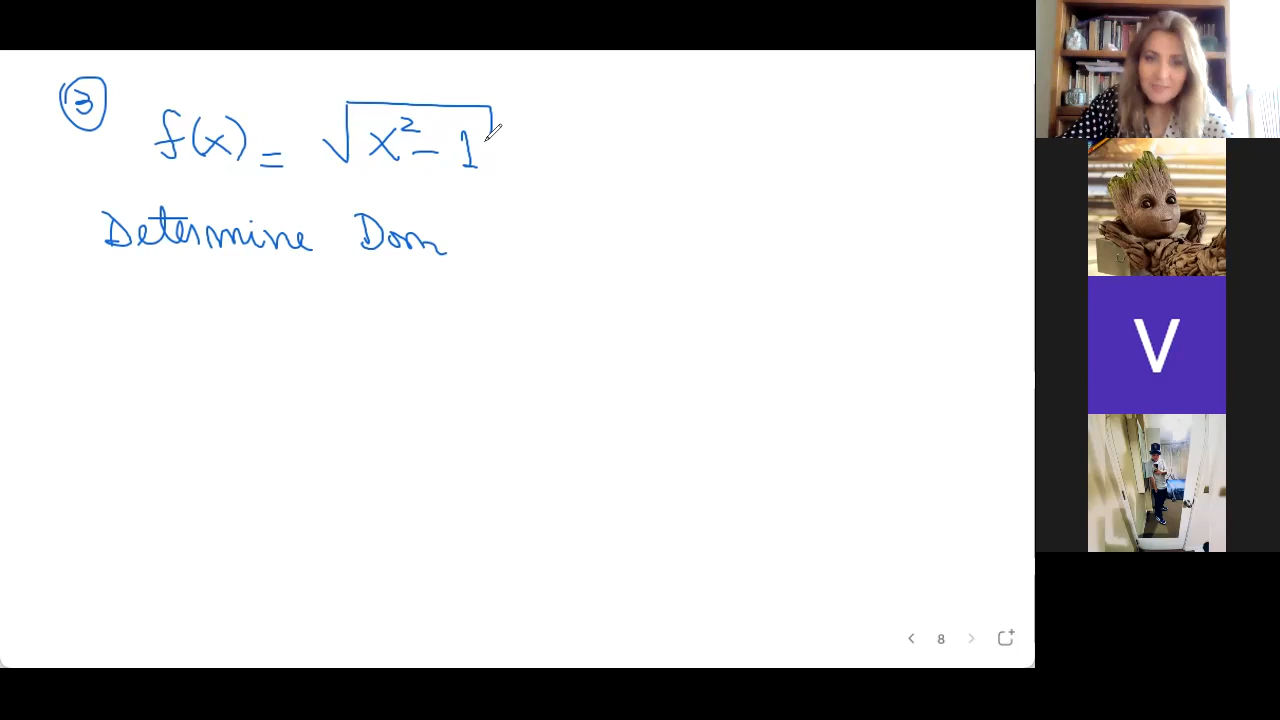 ③ f(x) = √(x² - 1)
Determine Dom
V
8